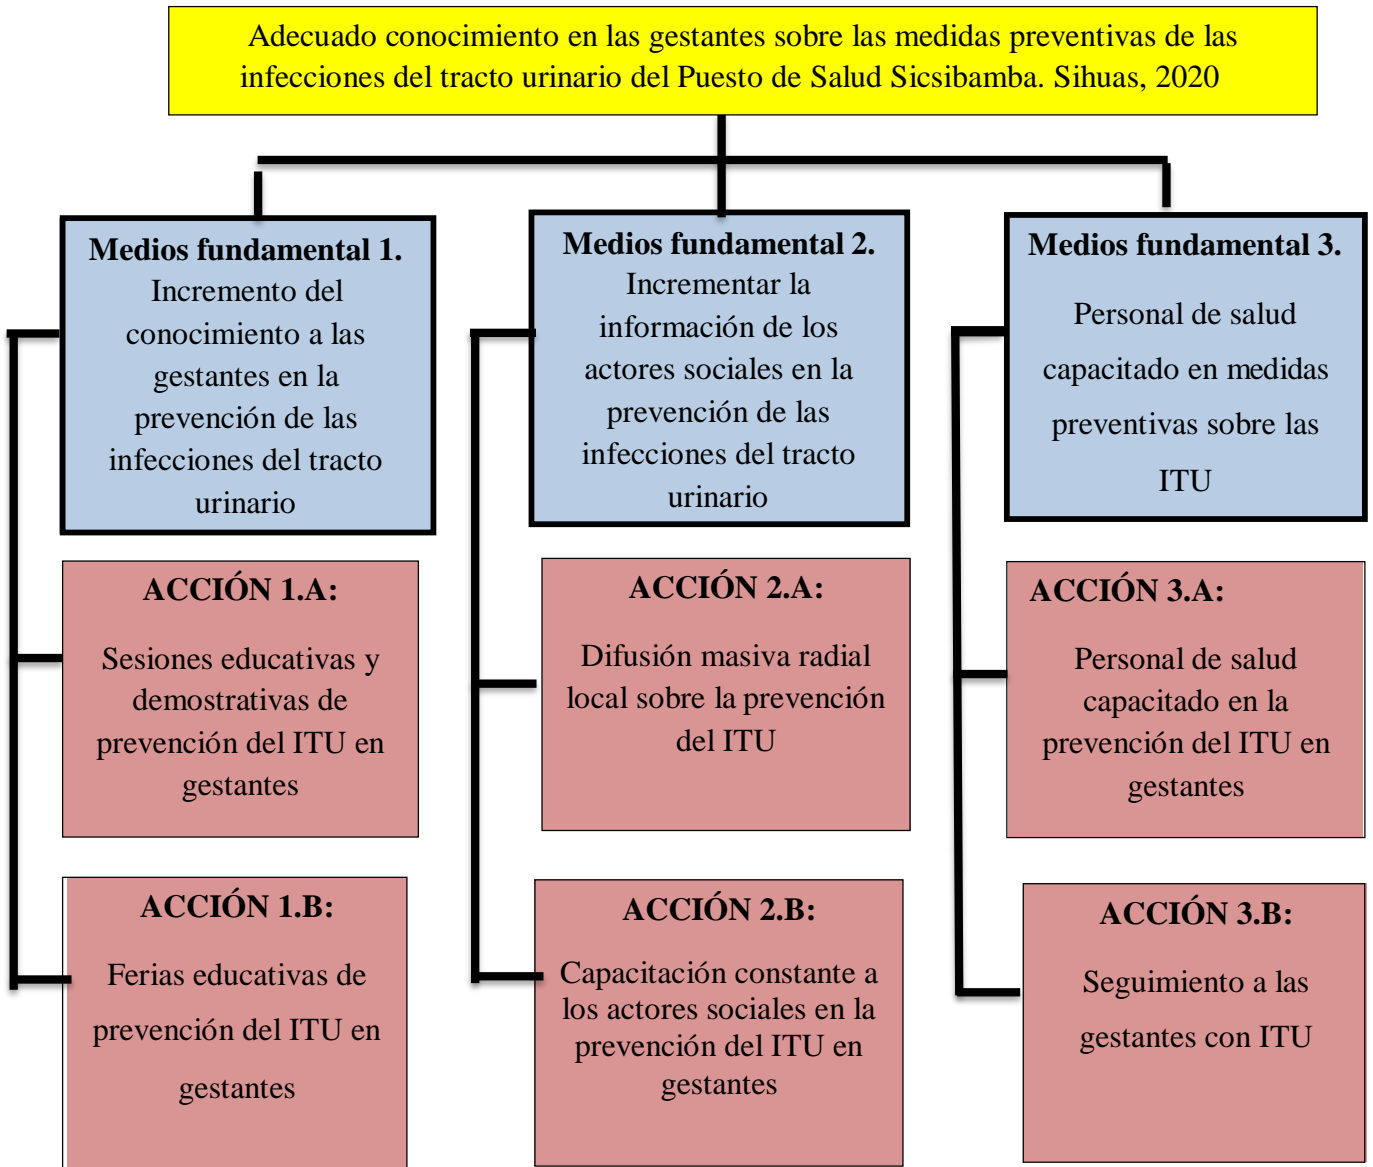 Adecuado conocimiento en las gestantes sobre las medidas preventivas de las
infecciones del tracto urinario del Puesto de Salud Sicsibamba. Sihuas, 2020
Medios fundamental 1.
Incremento del
conocimiento a las
gestantes en la
prevención de las
infecciones del tracto
urinario
Medios fundamental 2.
Incrementar la
información de los
actores sociales en la
prevención de las
infecciones del tracto
urinario
Medios fundamental 3.
Personal de salud
capacitado en medidas
preventivas sobre las
ITU
ACCIÓN 1.A:
Sesiones educativas y
demostrativas de
prevención del ITU en
gestantes
ACCIÓN 2.A:
Difusión masiva radial
local sobre la prevención
del ITU
ACCIÓN 3.A:
Personal de salud
capacitado en la
prevención del ITU en
gestantes
ACCIÓN 1.B:
Ferias educativas de
prevención del ITU en
gestantes
ACCIÓN 2.B:
Capacitación constante a
los actores sociales en la
prevención del ITU en
gestantes
ACCIÓN 3.B:
Seguimiento a las
gestantes con ITU